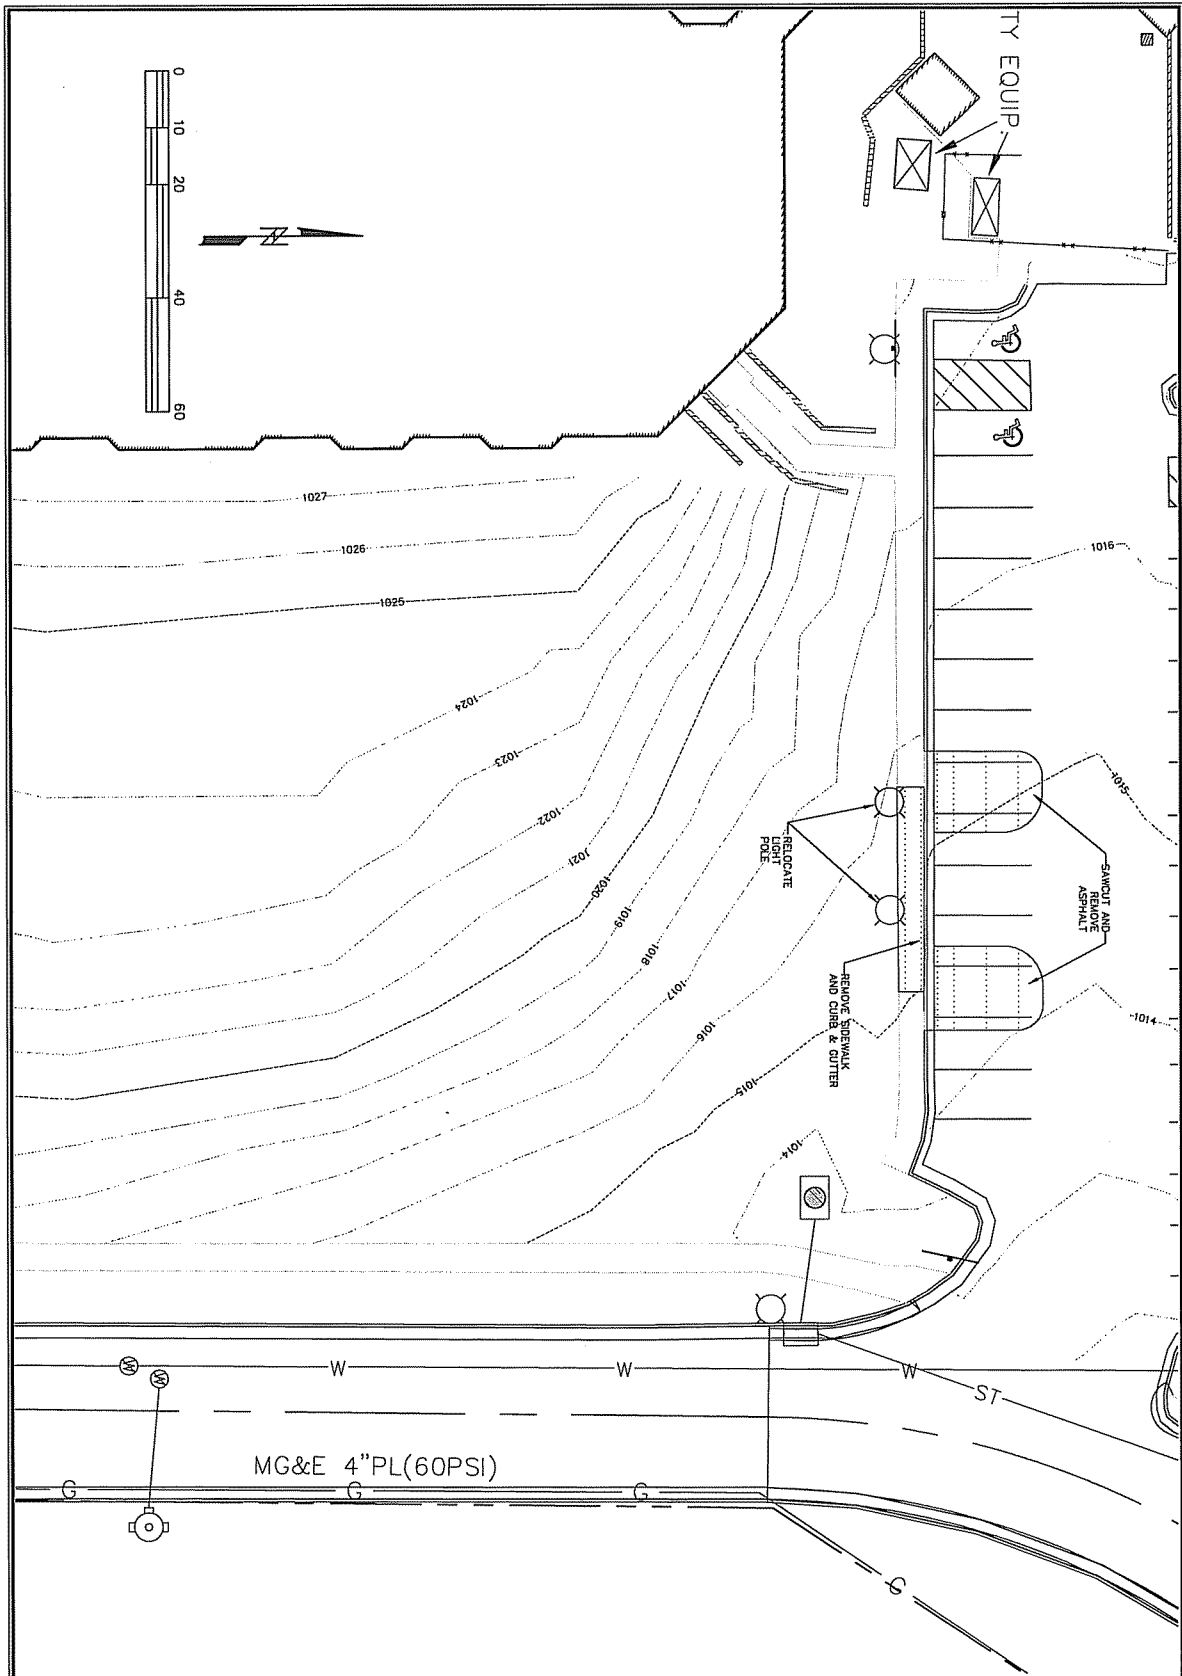 TY EQUIP.
0
10
20
40
60
N
1027
1026
1025
1024
1023
1022
1021
1020
1019
1018
1017
1016
1015
1014
1016
1015
1014
RELOCATE
LIGHT
POLE
SAWCUT AND
REMOVE
ASPHALT
REMOVE SIDEWALK
AND CURB & GUTTER
W
W
W
W
W
ST
MG&E 4"PL(60PSI)
G
G
G
G